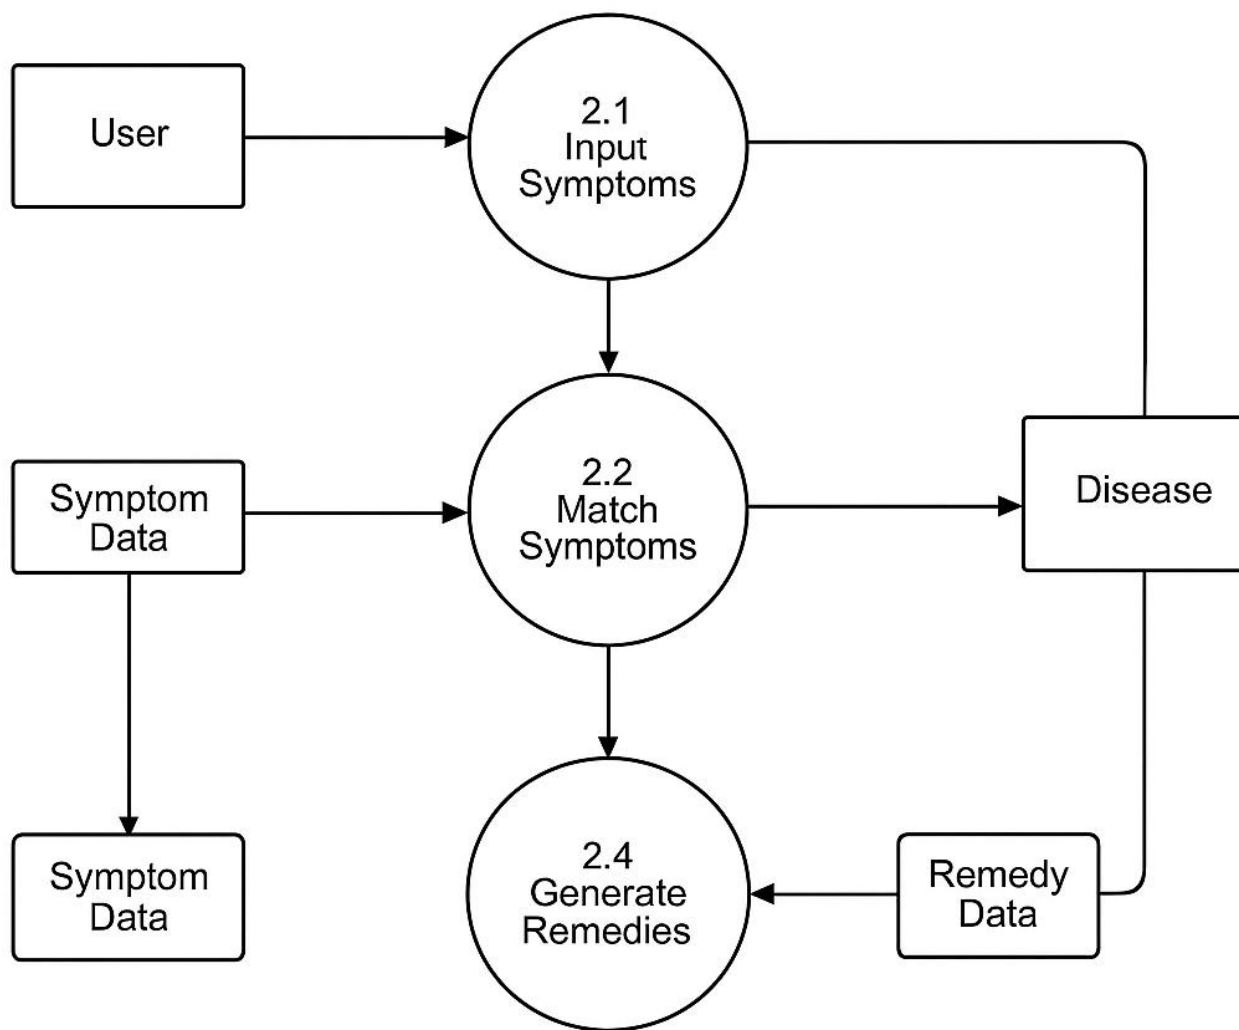 User
2.1
Input
Symptoms
Symptom
Data
2.2
Match
Symptoms
Disease
Symptom
Data
2.4
Generate
Remedies
Remedy
Data